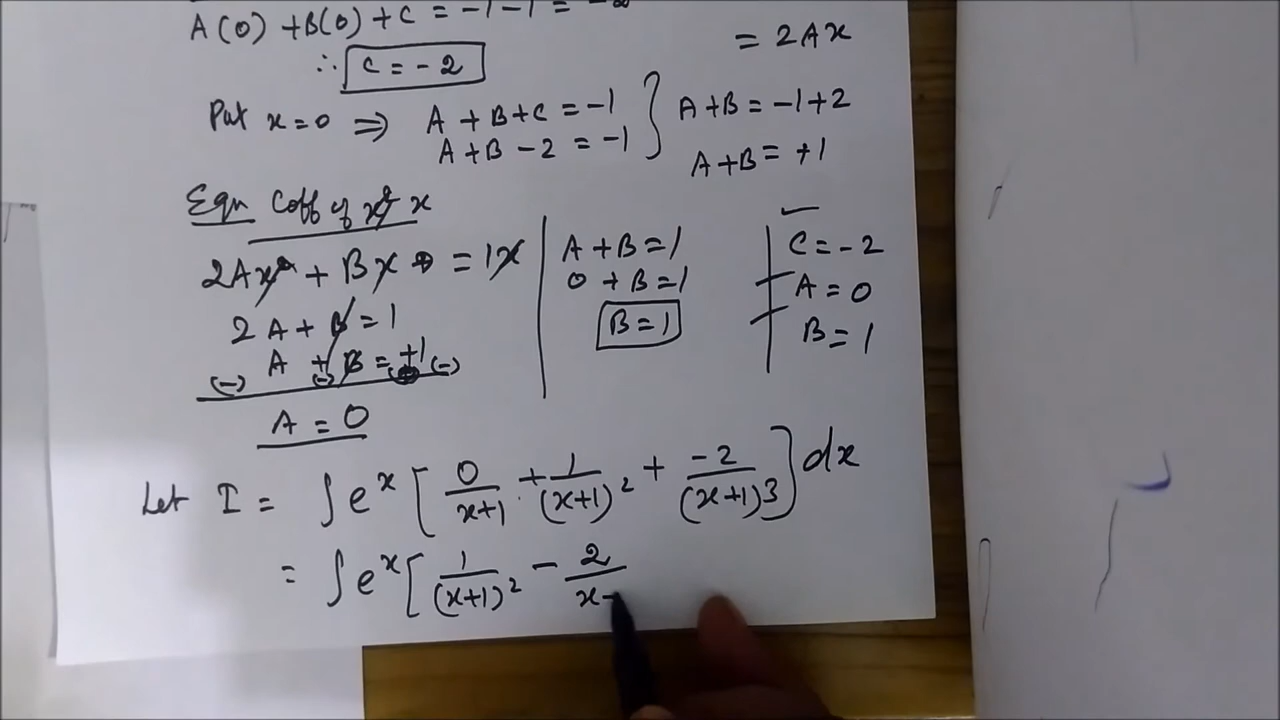 A(0) + B(0) + C = -1 - 1 = -2
∴ C = -2
= 2Ax
Put x = 0 ⇒ A + B + C = -1
A + B - 2 = -1
A + B = -1 + 2
A + B = +1
Eqn Coff of x
2Ax + Bx = 1x
2A + B = 1
A + B = +1
(-) (-) (-)
A = 0
A + B = 1
0 + B = 1
B = 1
C = -2
A = 0
B = 1
Let I = ∫ e^x [ 0/(x+1) + 1/(x+1)^2 + -2/(x+1)^3 ] dx
= ∫ e^x [ 1/(x+1)^2 - 2/x-